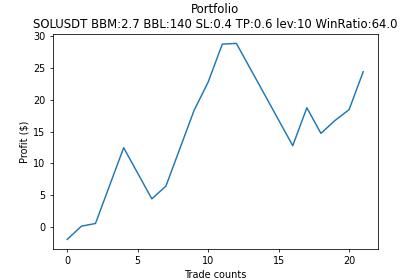 Portfolio
SOLUSDT BBM:2.7 BBL:140 SL:0.4 TP:0.6 lev:10 WinRatio:64.0
30
25
20
15
10
5
0
Profit ($)
0 5 10 15 20
Trade counts